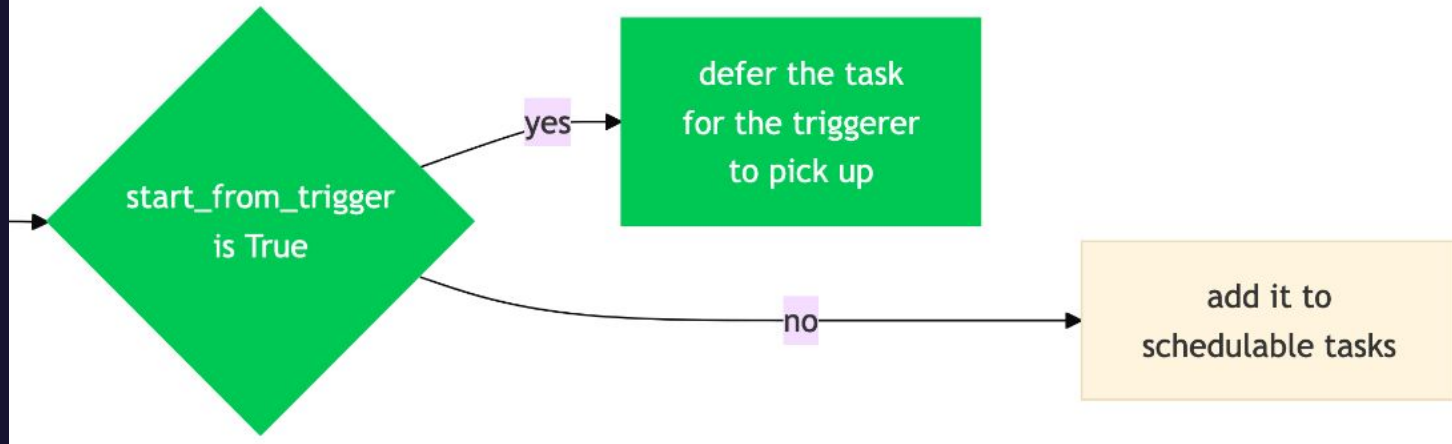 start_from_trigger
is True
yes
defer the task
for the triggerer
to pick up
no
add it to
schedulable tasks